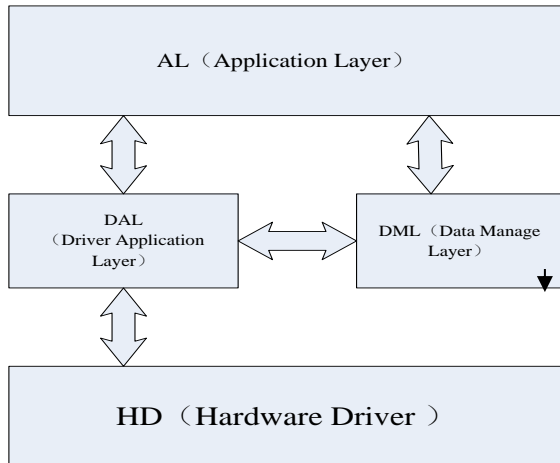 AL（Application Layer）
DAL
（Driver Application
Layer）
DML（Data Manage
Layer）
HD（Hardware Driver ）